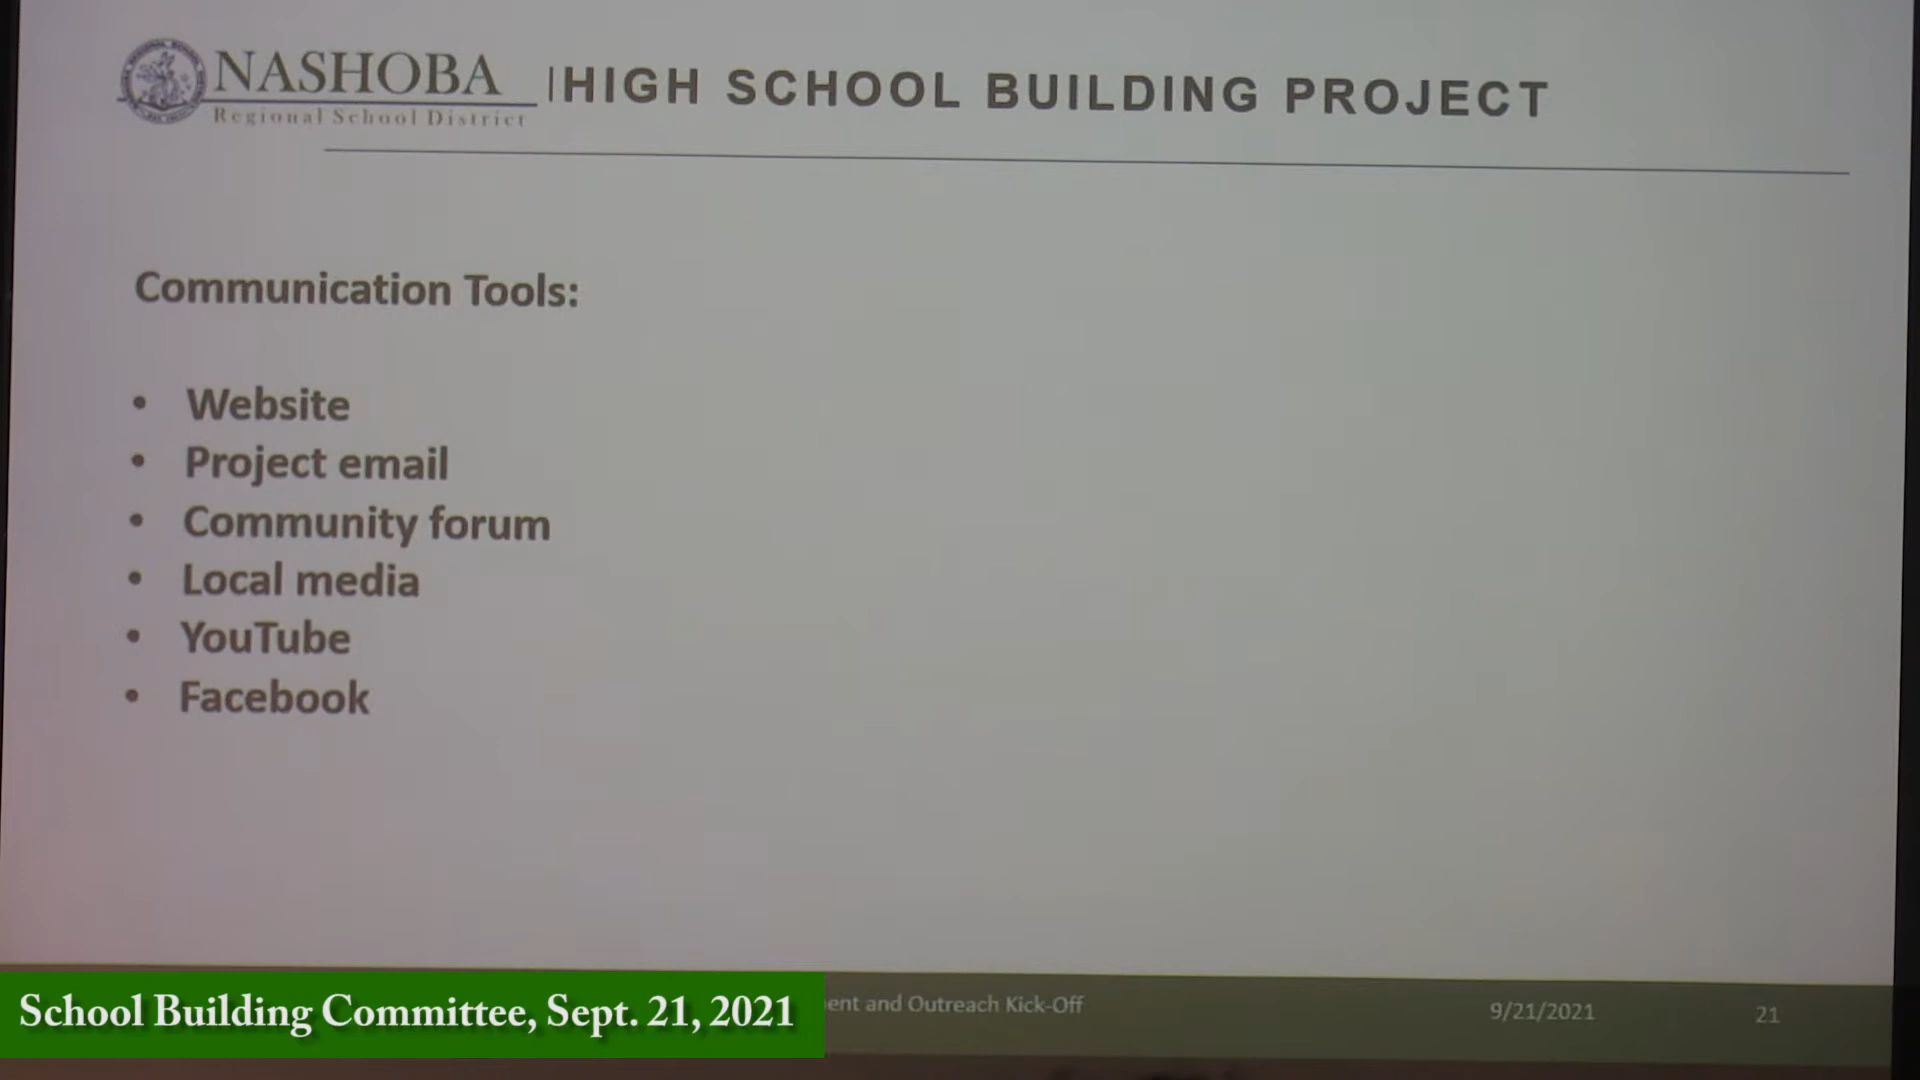 NASHOBA
Regional School District
HIGH SCHOOL BUILDING PROJECT
Communication Tools:
• Website
• Project email
• Community forum
• Local media
• YouTube
• Facebook
School Building Committee, Sept. 21, 2021
and Outreach Kick-Off
9/21/2021
21